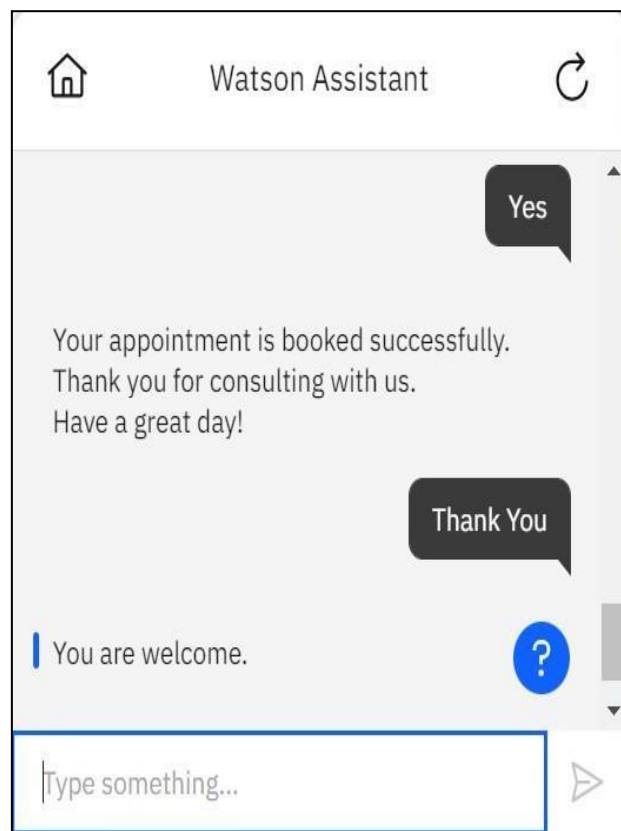 Watson Assistant
Yes
Your appointment is booked successfully.
Thank you for consulting with us.
Have a great day!
Thank You
You are welcome.
?
Type something...